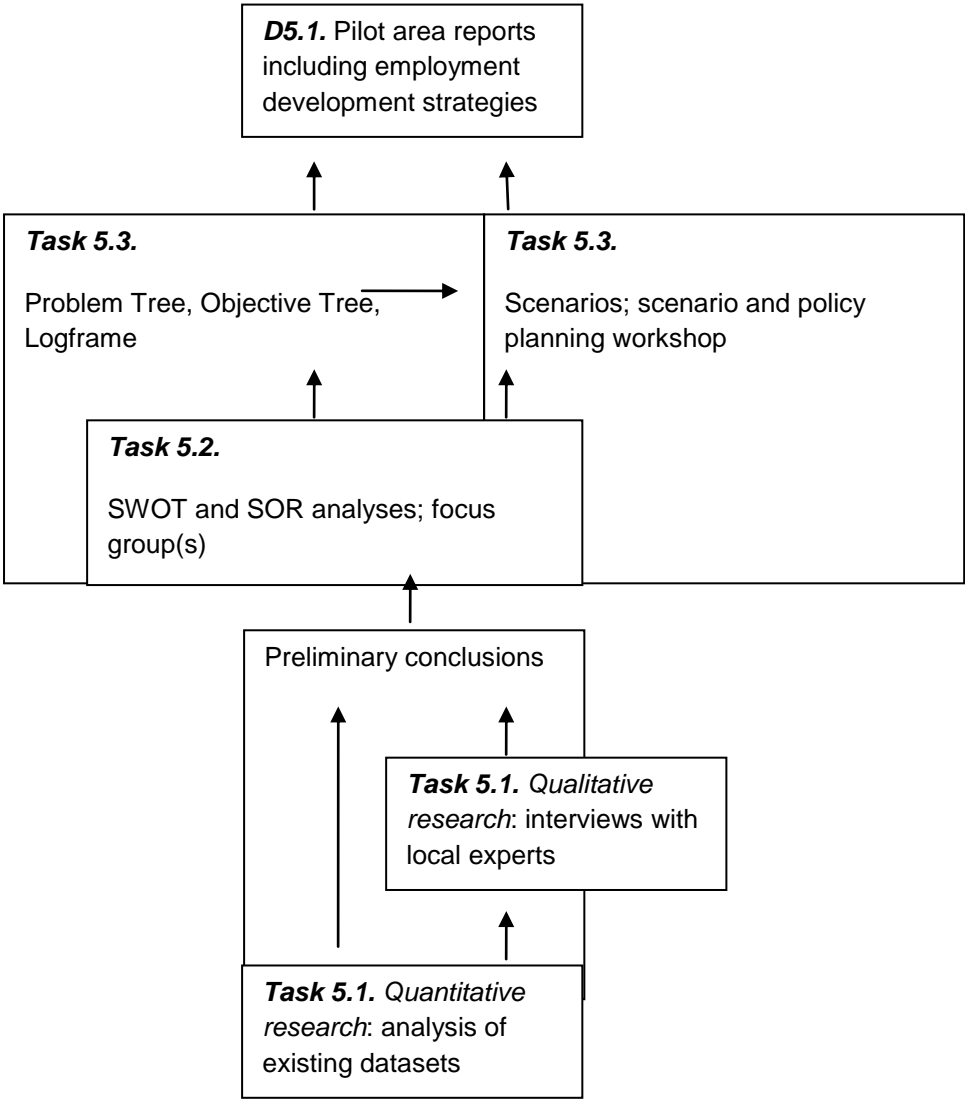 D5.1. Pilot area reports
including employment
development strategies
Task 5.3.
Problem Tree, Objective Tree,
Logframe
Task 5.3.
Scenarios; scenario and policy
planning workshop
Task 5.2.
SWOT and SOR analyses; focus
group(s)
Preliminary conclusions
Task 5.1. Qualitative
research: interviews with
local experts
Task 5.1. Quantitative
research: analysis of
existing datasets